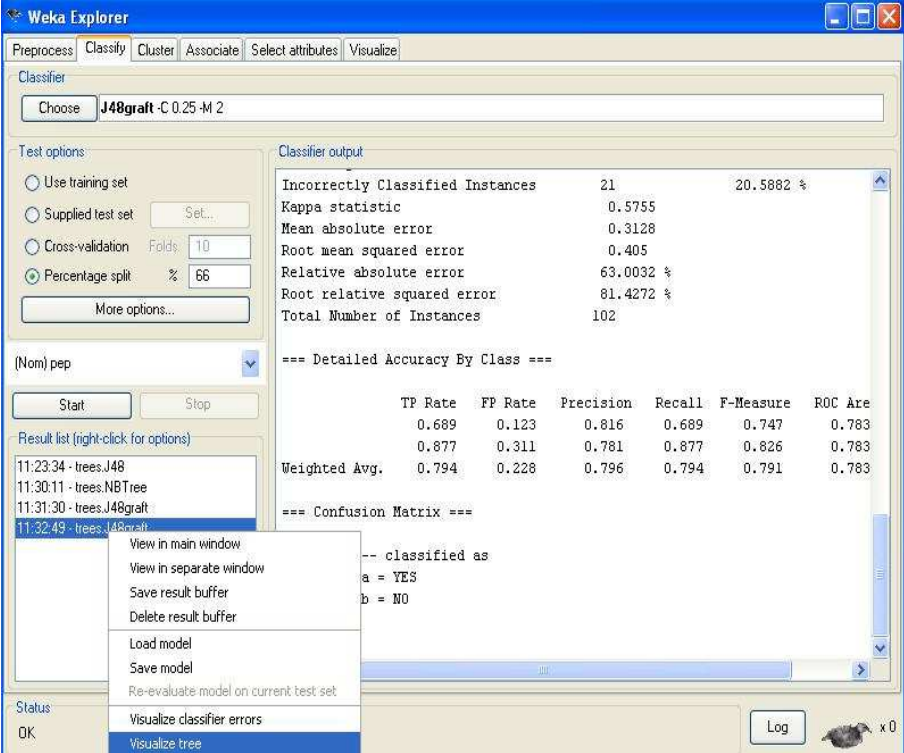 Weka Explorer
Preprocess Classify Cluster Associate Select attributes Visualize
Classifier
Choose J48graft -C 0.25 -M 2
Test options
Use training set
Supplied test set Set...
Cross-validation Folds 10
Percentage split % 66
More options...
(Nom) pep
Start Stop
Result list (right-click for options)
11:23:34 - trees.J48
11:30:11 - trees.NBTree
11:31:30 - trees.J48graft
11:32:49 - trees.J48graft
View in main window
View in separate window
Save result buffer
Delete result buffer
Load model
Save model
Re-evaluate model on current test set
Visualize classifier errors
Visualize tree
Classifier output
Incorrectly Classified Instances 21 20.5882 %
Kappa statistic 0.5755
Mean absolute error 0.3128
Root mean squared error 0.405
Relative absolute error 63.0032 %
Root relative squared error 81.4272 %
Total Number of Instances 102
=== Detailed Accuracy By Class ===
TP Rate FP Rate Precision Recall F-Measure ROC Are
0.689 0.123 0.816 0.689 0.747 0.783
0.877 0.311 0.781 0.877 0.826 0.783
Weighted Avg. 0.794 0.228 0.796 0.794 0.791 0.783
=== Confusion Matrix ===
-- classified as
a = YES
b = NO
Status
OK
Log x 0